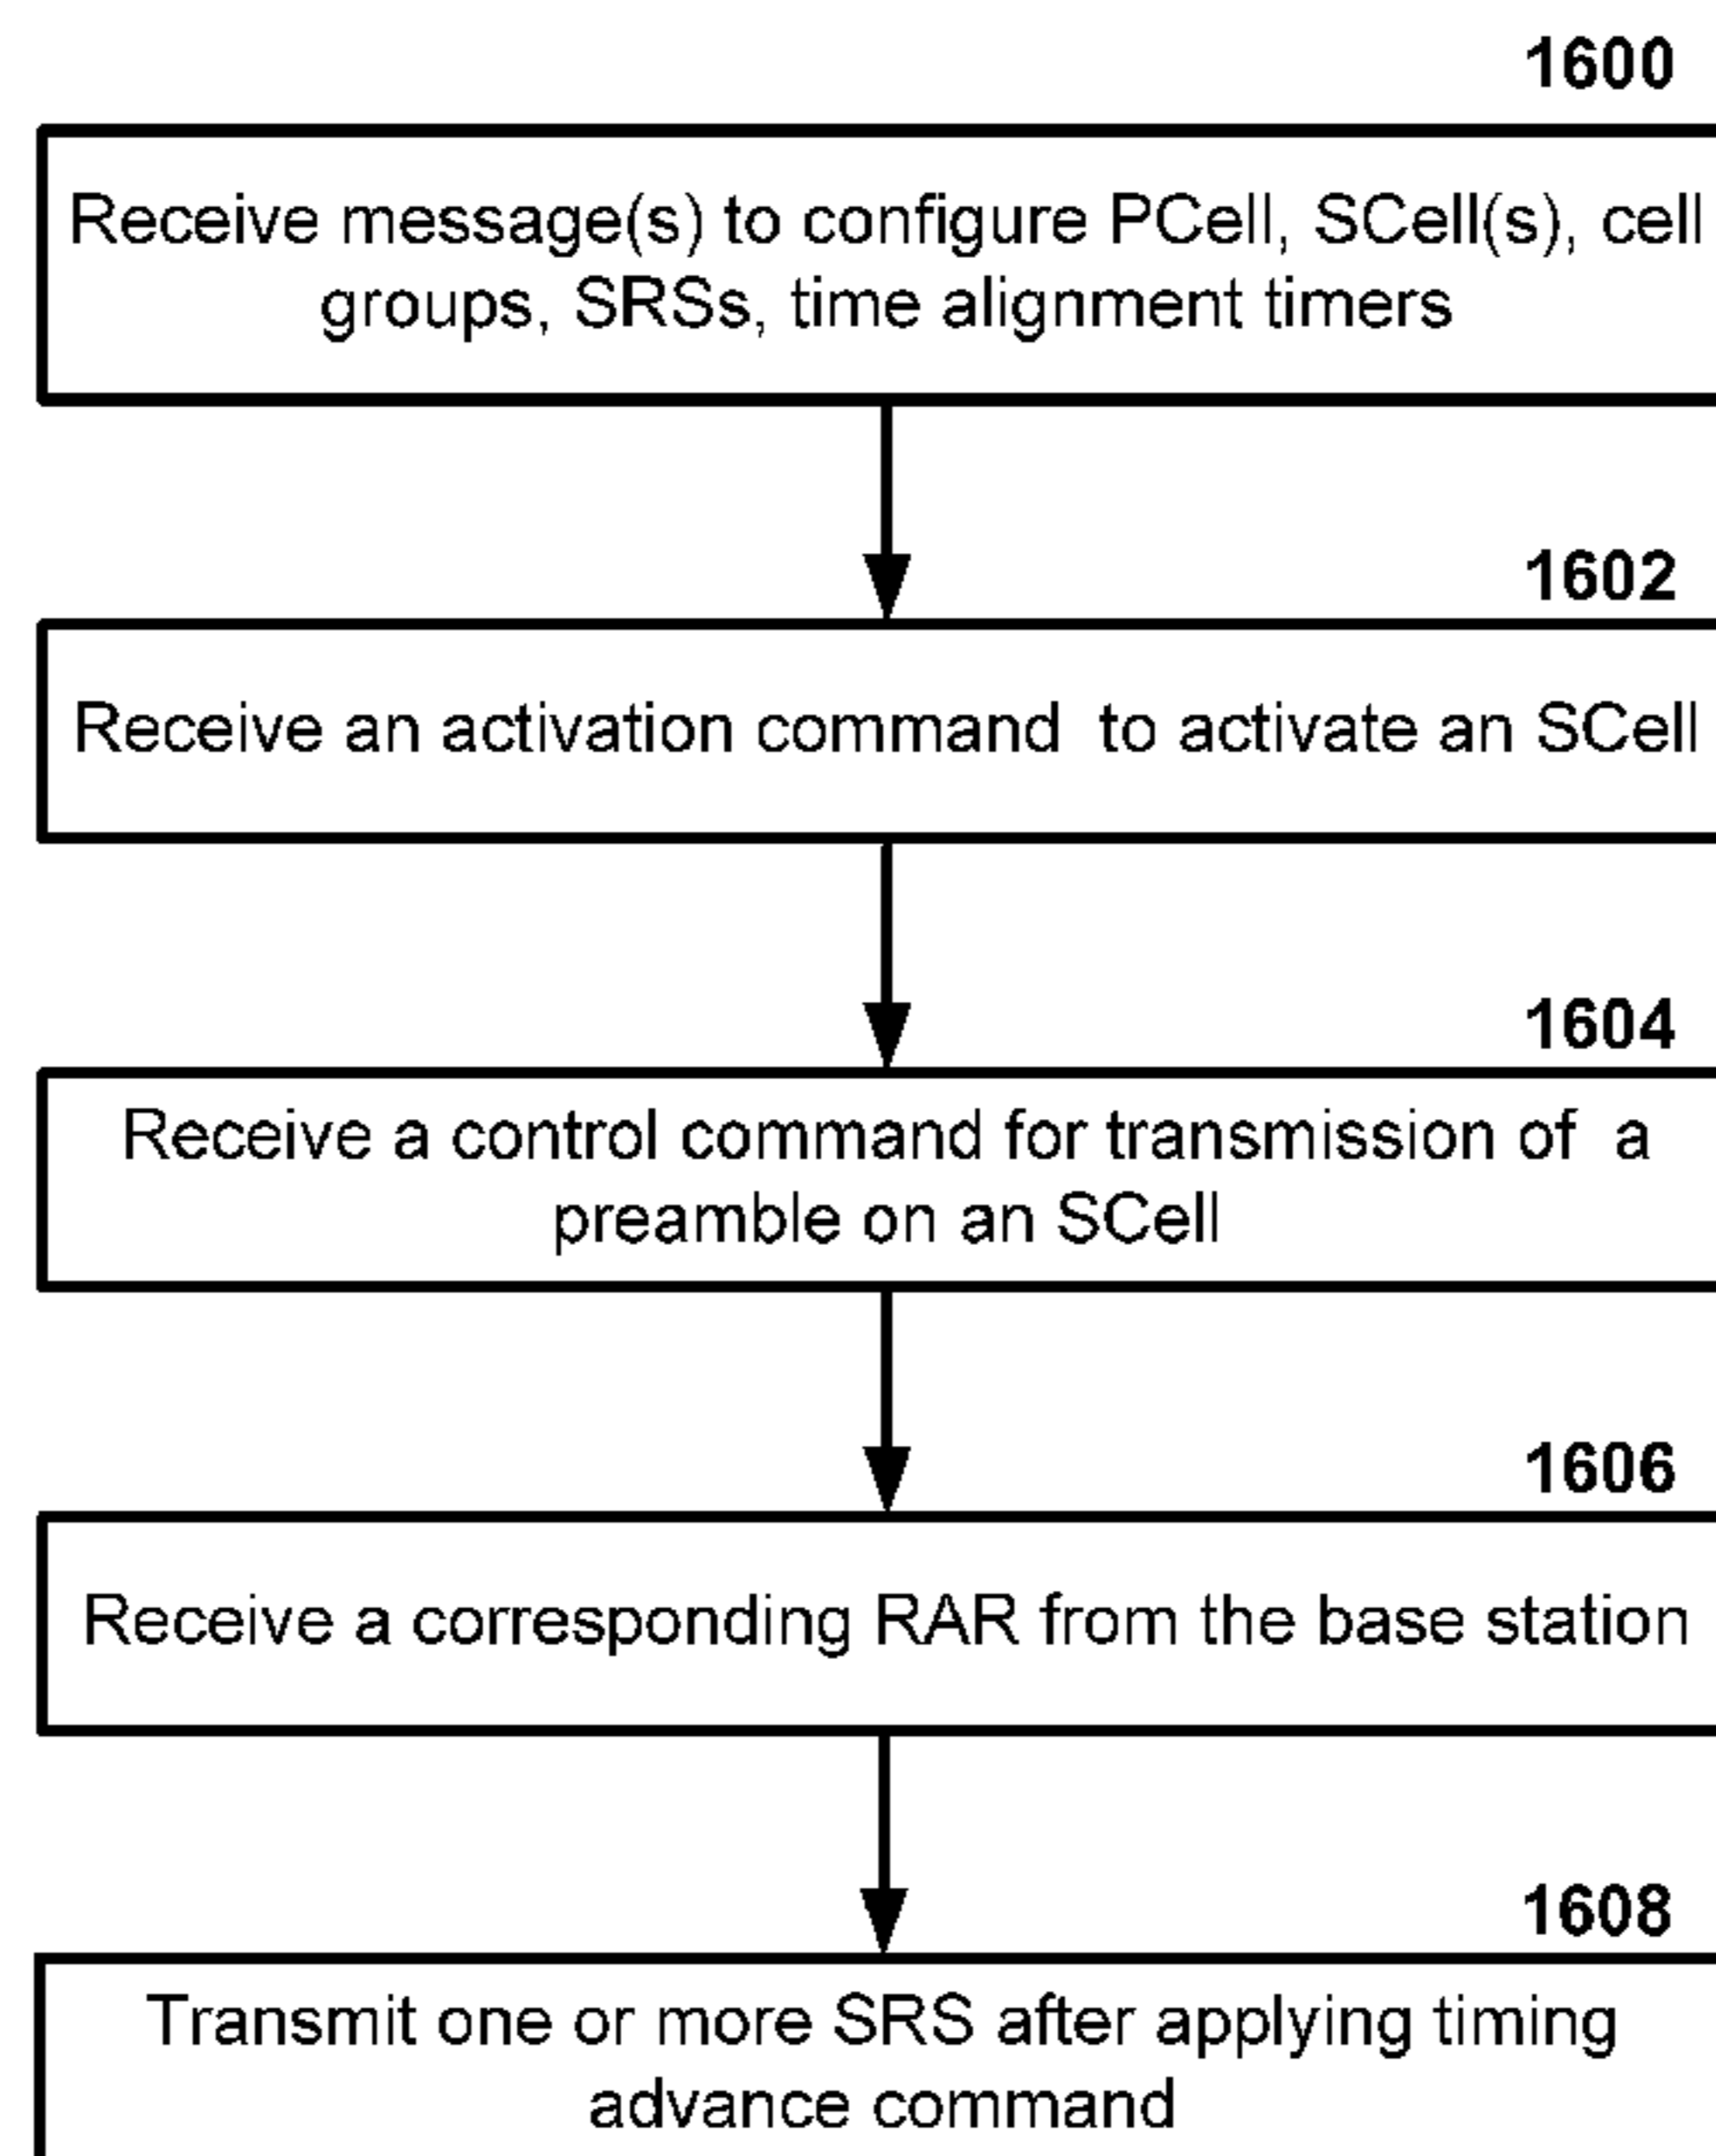 1600
Receive message(s) to configure PCell, SCell(s), cell
groups, SRSs, time alignment timers
1602
Receive an activation command to activate an SCell
1604
Receive a control command for transmission of a
preamble on an SCell
1606
Receive a corresponding RAR from the base station
1608
Transmit one or more SRS after applying timing
advance command